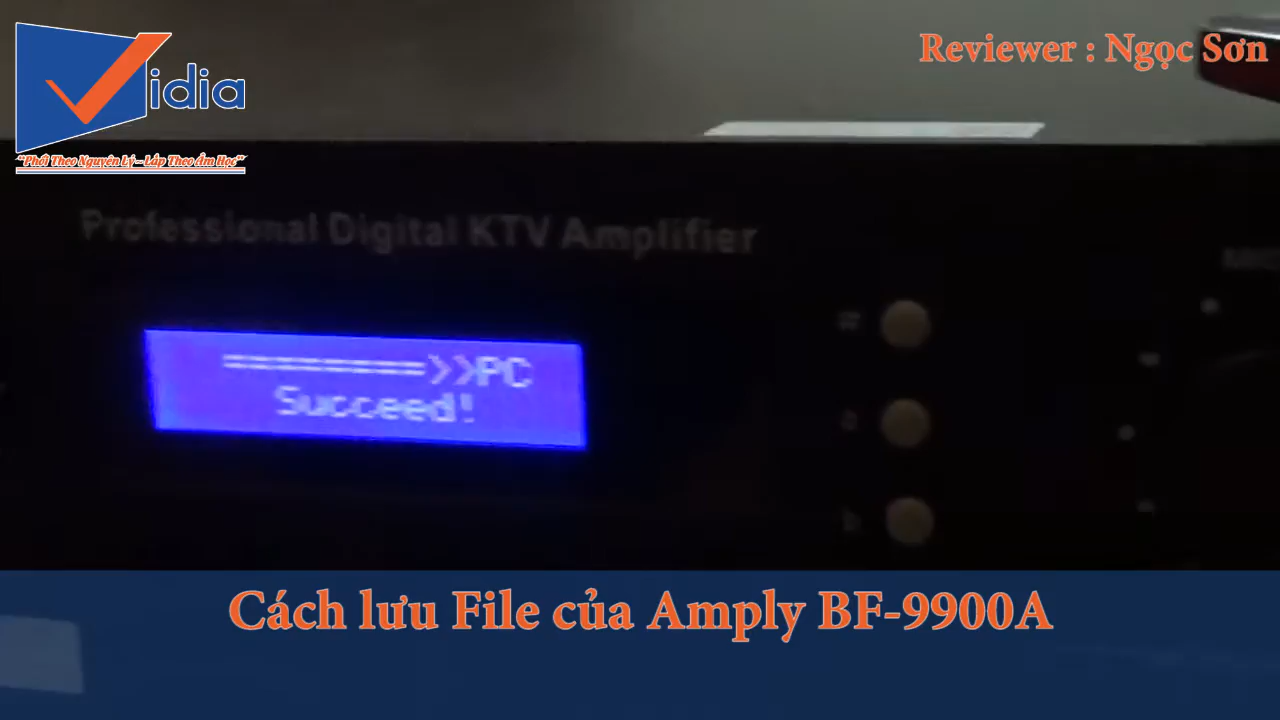 Vidia
"Phối Theo Nguyên Lý - Lắp Theo Âm Học"
Reviewer : Ngọc Sơn
Professional Digital KTV Amplifier
==========>>PC
Succeed!
Cách lưu File của Amply BF-9900A